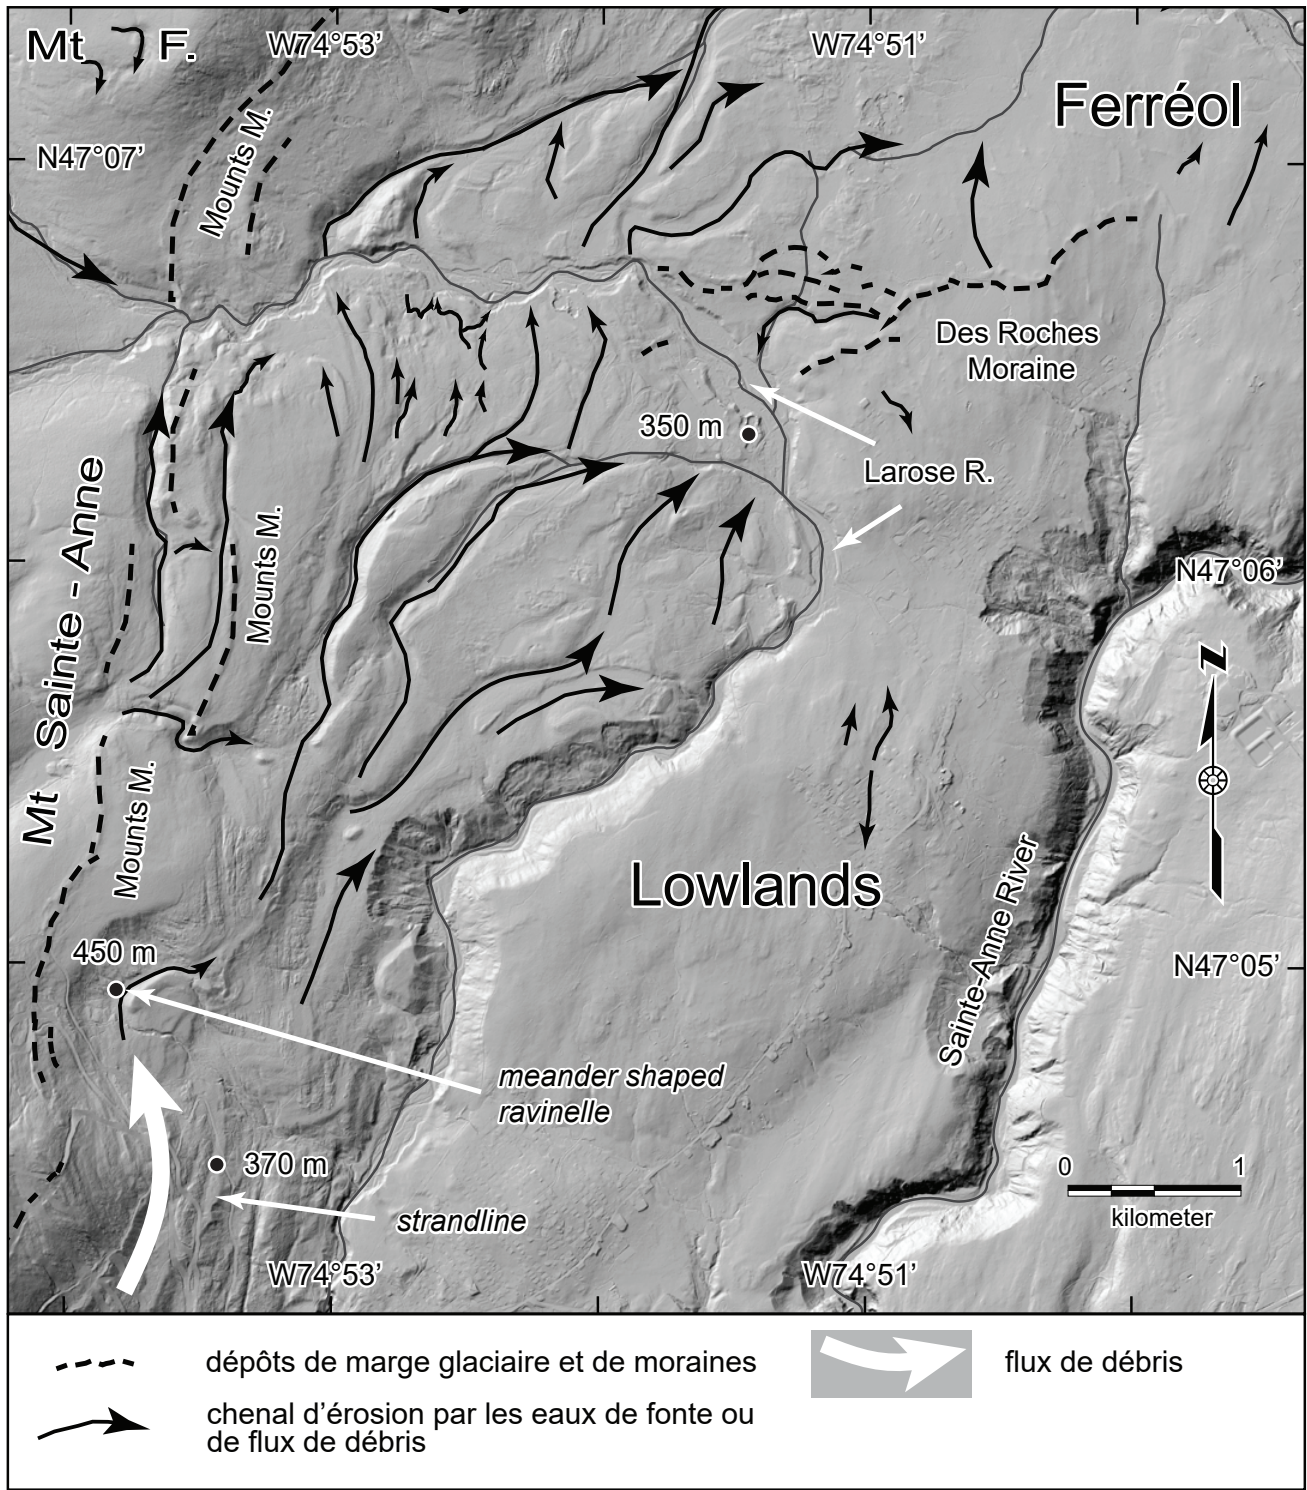 Mt F.
W74°53’
W74°51’
Ferréol
N47°07’
Mounts M.
Des Roches
Moraine
350 m
Larose R.
Mt Sainte - Anne
Mounts M.
N47°06’
N
Mounts M.
Lowlands
Sainte-Anne River
450 m
N47°05’
meander shaped
ravinelle
370 m
strandline
0 1
kilometer
W74°53’
W74°51’
dépôts de marge glaciaire et de moraines
flux de débris
chenal d’érosion par les eaux de fonte ou
de flux de débris